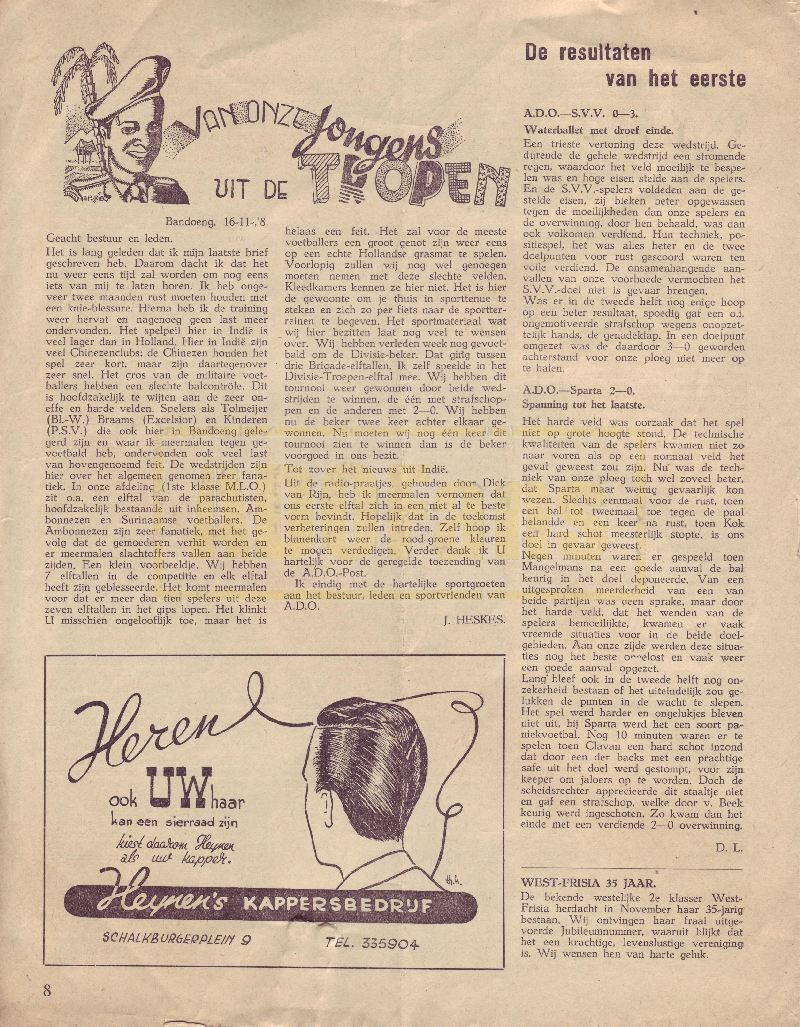 VAN ONZE Jongens
UIT DE TROPEN
Bandoeng, 16-11-'8
Geacht bestuur en leden.
Het is lang geleden dat ik mijn laatste brief
geschreven heb. Daarom dacht ik dat het
nu weer eens tijd zal worden om nog eens
iets van mij te laten horen. Ik heb onge-
veer twee maanden rust moeten houden met
een knie-blessure. Hierna heb ik de training
weer hervat en nagenoeg geen last meer
ondervonden. Het spelpeil hier in Indië is
veel lager dan in Holland. Hier in Indië zijn
veel Chinezenclubs: de Chinezen houden het
spel zeer kort, maar zijn daartegenover
zeer snel. Het gros van de militaire voet-
ballers hebben een slechte balcontrôle. Dit
is hoofdzakelijk te wijten aan de zeer on-
effe en harde velden. Spelers als Tolmeijer
(BL-W.) Braams (Excelsior) en Kinderen
(P.S.V.) die ook hier in Bandoeng gele-
gerd zijn en waar ik meermalen tegen ge-
voetbald heb, ondervonden ook veel last
van bovengenoemd feit. De wedstrijden zijn
hier over het algemeen genomen zeer fana-
tiek. In onze afdeling (1ste klasse M.L.O.)
zit o.a. een elftal van de parachutisten,
hoofdzakelijk bestaande uit inheemsen, Am-
bonnezen en Surinaamse voetballers. De
Ambonnezen zijn zeer fanatiek, met het ge-
volg dat de gemoederen verhit worden en
er meermalen slachtoffers vallen aan beide
zijden. Een klein voorbeeldje. Wij hebben
7 elftallen in de competitie en elk elftal
heeft zijn geblesseerde. Het komt meermalen
voor dat er meer dan tien spelers uit deze
zeven elftallen in het gips lopen. Het klinkt
U misschien ongelooflijk toe, maar het is
helaas een feit. Het zal voor de meeste
voetballers een groot genot zijn weer eens
op een echte Hollandse grasmat te spelen.
Voorlopig zullen wij nog wel genoegen
moeten nemen met deze slechte velden.
Kleedkamers kennen ze hier niet. Het is hier
de gewoonte om je thuis in sporttenue te
steken en zich zo per fiets naar de sportter-
reinen te begeven. Het sportmateriaal wat
wij hier bezitten laat nog veel te wensen
over. Wij hebben verleden week nog gevoet-
bald om de Divisie-beker. Dat ging tussen
drie Brigade-elftallen. Ik zelf speelde in het
Divisie-Troepen-elftal mee. Wij hebben dit
tournooi weer gewonnen door beide wed-
strijden te winnen, de één met strafschop-
pen en de anderen met 2—0. Wij hebben
nu de beker twee keer achter elkaar ge-
wonnen. Nu moeten wij nog één keer dit
tournooi zien te winnen dan is de beker
voorgoed in ons bezit.
Tot zover het nieuws uit Indië.
Uit de radio-praatjes, gehouden door Dick
van Rijn, heb ik meermalen vernomen dat
ons eerste elftal zich in een niet al te beste
vorm bevindt. Hopelijk dat in de toekomst
verbeteringen zullen intreden. Zelf hoop ik
binnenkort weer de rood-groene kleuren
te mogen verdedigen. Verder dank ik U
hartelijk voor de geregelde toezending van
de A.D.O.-Post.
Ik eindig met de hartelijke sportgroeten
aan het bestuur, leden en sportvrienden van
A.D.O.
J. HESKES.
Heren
ook UW haar
kan een sierraad zijn
kiest daarom Heynen
als uw kapper.
th.h.
Heynen's KAPPERSBEDRIJF
SCHALKBURGERPLEIN 9 TEL. 335904
8
De resultaten
van het eerste
A.D.O.—S.V.V. 0—3.
Waterballet met droef einde.
Een trieste vertoning deze wedstrijd. Ge-
durende de gehele wedstrijd een stromende
regen, waardoor het veld moeilijk te bespe-
len was en hoge eisen stelde aan de spelers.
En de S.V.V.-spelers voldeden aan de ge-
stelde eisen, zij bleken beter opgewassen
tegen de moeilijkheden dan onze spelers en
de overwinning, door hen behaald, was dan
ook volkomen verdiend. Hun techniek, po-
sitiespel, het was alles beter en de twee
doelpunten voor rust gescoord waren ten
volle verdiend. De onsamenhangende aan-
vallen van onze voorhoede vermochten het
S.V.V.-doel niet in gevaar brengen.
Was er in de tweede helft nog enige hoop
op een beter resultaat, spoedig gaf een o.i.
ongemotiveerde strafschop wegens onopzet-
telijk hands, de genadeklap. In een doelpunt
omgezet was de daardoor 3—0 geworden
achterstand voor onze ploeg niet meer op
te halen.
A.D.O.—Sparta 2—0.
Spanning tot het laatste.
Het harde veld was oorzaak dat het spel
niet op grote hoogte stond. De technische
kwaliteiten van de spelers kwamen niet zo
naar voren als op een normaal veld het
geval geweest zou zijn. Nu was de tech-
niek van onze ploeg toch wel zoveel beter,
dat Sparta maar weinig gevaarlijk kon
wezen. Slechts eenmaal voor de rust, toen
een bal tot tweemaal toe tegen de paal
belandde en een keer na rust, toen Kok
een hard schot meesterlijk stopte, is ons
doel in gevaar geweest.
Negen minuten waren er gespeeld toen
Mangelmans na een goede aanval de bal
keurig in het doel deponeerde. Van een
uitgesproken meerderheid van een van
beide partijen was geen sprake, maar door
het harde veld, dat het wenden van de
spelers bemoeilijkte, kwamen er vaak
vreemde situaties voor in de beide doel-
gebieden. Aan onze zijde werden deze situa-
ties nog het beste opgelost en vaak weer
een goede aanval opgezet.
Lang bleef ook in de tweede helft nog on-
zekerheid bestaan of het uiteindelijk zou ge-
lukken de punten in de wacht te slepen.
Het spel werd harder en ongelukjes bleven
niet uit, bij Sparta werd het een soort pa-
niekvoetbal. Nog 10 minuten waren er te
spelen toen Clavan een hard schot inzond
dat door een der backs met een prachtige
safe uit het doel werd gestompt, voor zijn
keeper om jaloers op te worden. Doch de
scheidsrechter apprecieerde dit staaltje niet
en gaf een strafschop, welke door v. Beek
keurig werd ingeschoten. Zo kwam dan het
einde met een verdiende 2—0 overwinning.
D. L.
WEST-FRISIA 35 JAAR.
De bekende westelijke 2e klasser West-
Frisia herdacht in November haar 35-jarig
bestaan. Wij ontvingen haar fraai uitge-
voerde Jubileumnummer, waaruit blijkt dat
het een krachtige, levenslustige vereniging
is. Wij wensen hen van harte geluk.